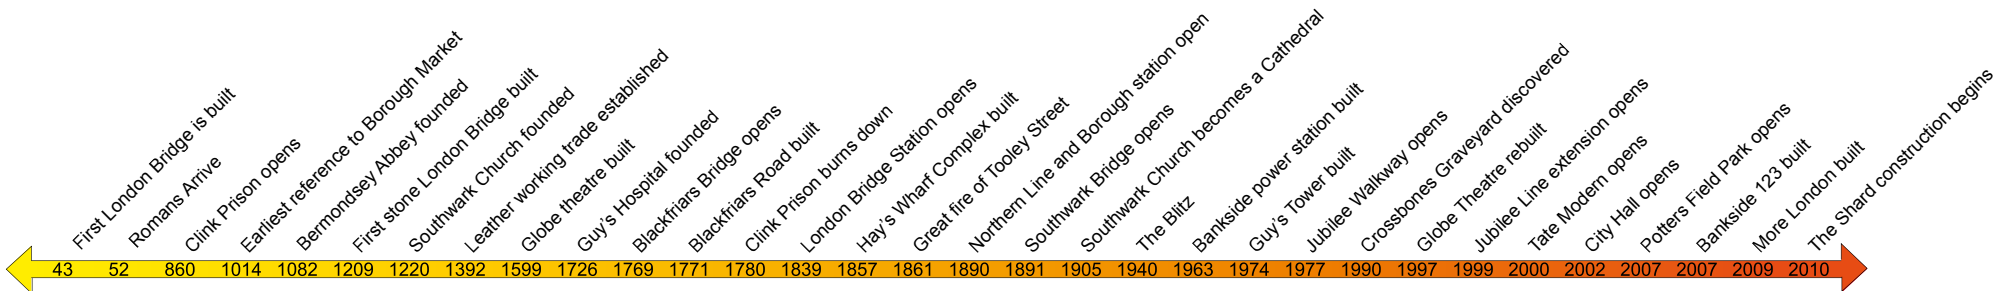 First London Bridge is built
Romans Arrive
Clink Prison opens
Earliest reference to Borough Market
Bermondsey Abbey founded
First stone London Bridge built
Southwark Church founded
Leather working trade established
Globe theatre built
Guy's Hospital founded
Blackfriars Bridge opens
Blackfriars Road built
Clink Prison burns down
London Bridge Station opens
Hay's Wharf Complex built
Great fire of Tooley Street
Northern Line and Borough station open
Southwark Bridge opens
Southwark Church becomes a Cathedral
The Blitz
Bankside power station built
Guy's Tower built
Jubilee Walkway opens
Crossbones Graveyard discovered
Globe Theatre rebuilt
Jubilee Line extension opens
Tate Modern opens
City Hall opens
Potters Field Park opens
Bankside 123 built
More London built
The Shard construction begins
43 52 860 1014 1082 1209 1220 1392 1599 1726 1769 1771 1780 1839 1857 1861 1890 1891 1905 1940 1963 1974 1977 1990 1997 1999 2000 2002 2007 2007 2009 2010